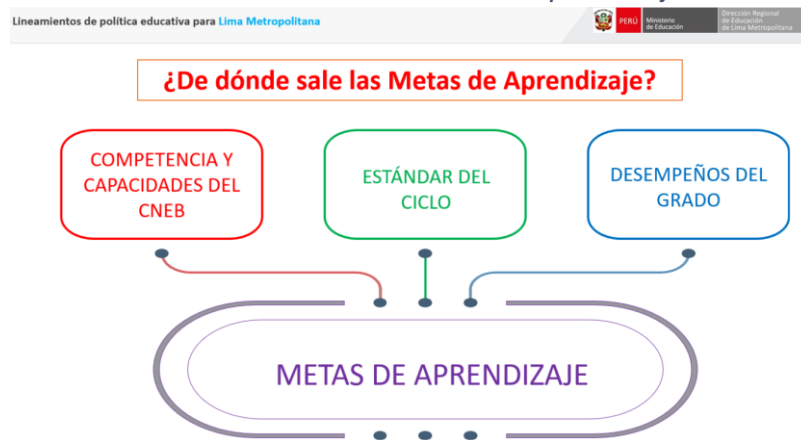 Lineamientos de política educativa para Lima Metropolitana
PERÚ
Ministerio
de Educación
Dirección Regional
de Educación
de Lima Metropolitana
¿De dónde sale las Metas de Aprendizaje?
COMPETENCIA Y
CAPACIDADES DEL
CNEB
ESTÁNDAR DEL
CICLO
DESEMPEÑOS DEL
GRADO
METAS DE APRENDIZAJE